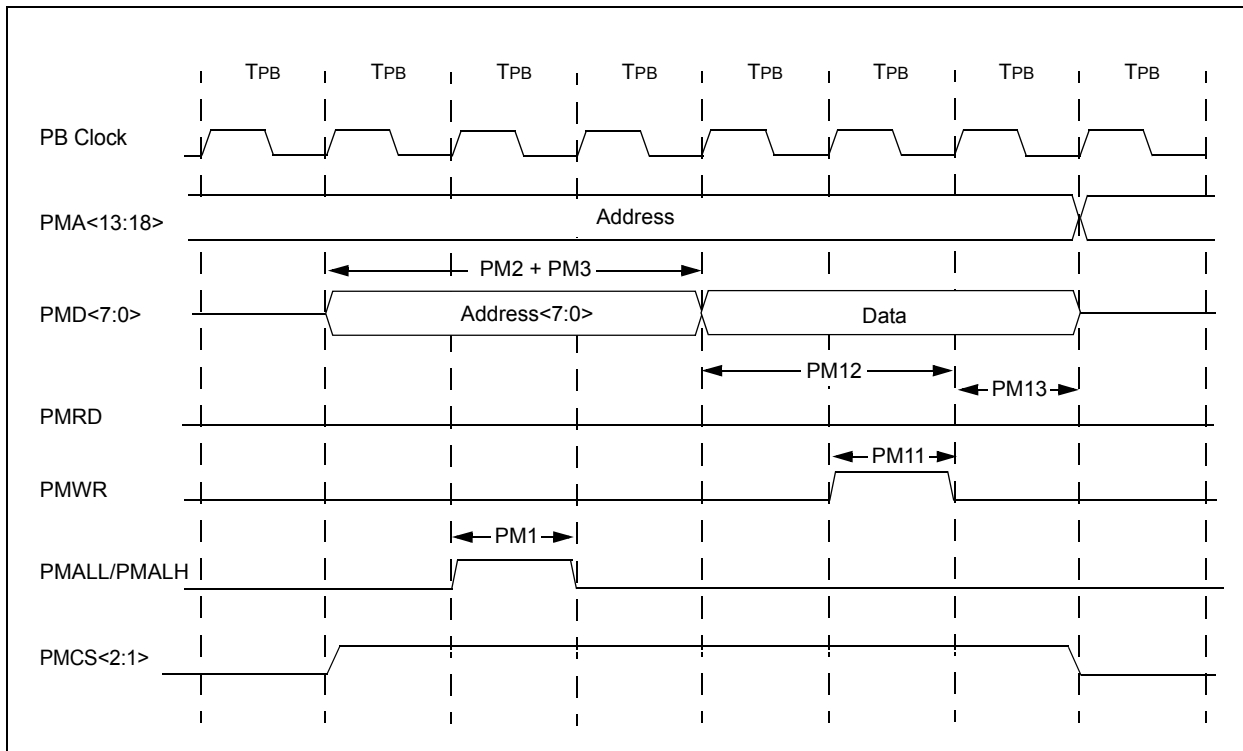 TPB TPB TPB TPB TPB TPB TPB TPB
PB Clock
PMA<13:18>
Address
PM2 + PM3
PMD<7:0>
Address<7:0>
Data
PM12
PM13
PMRD
PM11
PMWR
PM1
PMALL/PMALH
PMCS<2:1>